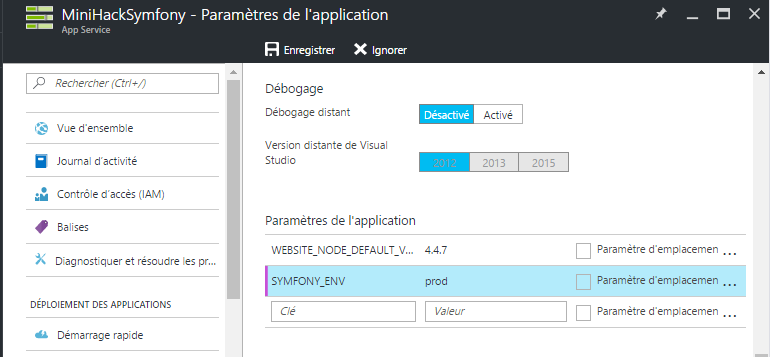 MiniHackSymfony - Paramètres de l'application
App Service
Enregistrer Ignorer
Rechercher (Ctrl+/)
Vue d'ensemble
Journal d'activité
Contrôle d'accès (IAM)
Balises
Diagnostiquer et résoudre les pr...
DÉPLOIEMENT DES APPLICATIONS
Démarrage rapide
Débogage
Débogage distant Désactivé Activé
Version distante de Visual
Studio
2012 2013 2015
Paramètres de l'application
WEBSITE_NODE_DEFAULT_V... 4.4.7 Paramètre d'emplacemen ...
SYMFONY_ENV prod Paramètre d'emplacemen ...
Clé Valeur Paramètre d'emplacemen ...